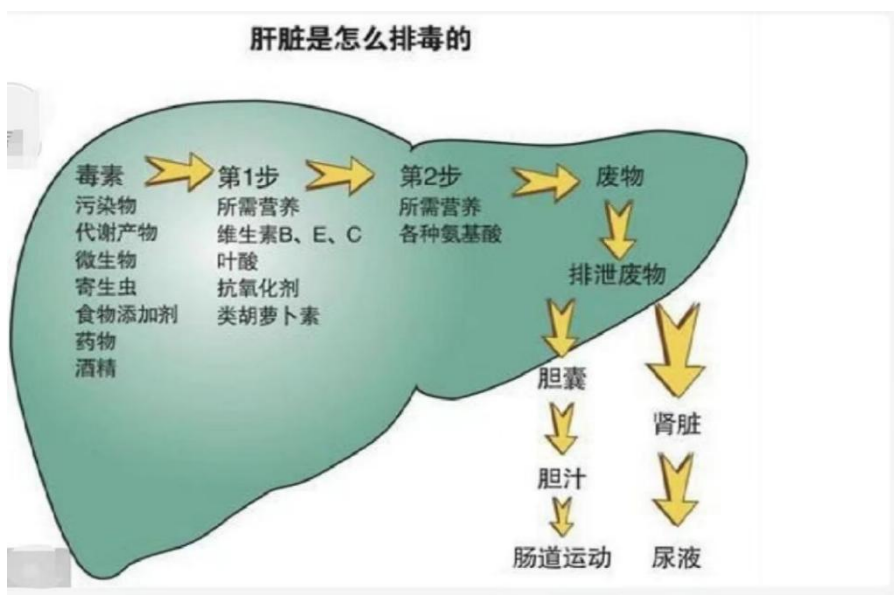 肝脏是怎么排毒的
毒素
污染物
代谢产物
微生物
寄生虫
食物添加剂
药物
酒精
第1步
所需营养
维生素B、E、C
叶酸
抗氧化剂
类胡萝卜素
第2步
所需营养
各种氨基酸
废物
排泄废物
胆囊
胆汁
肠道运动
肾脏
尿液